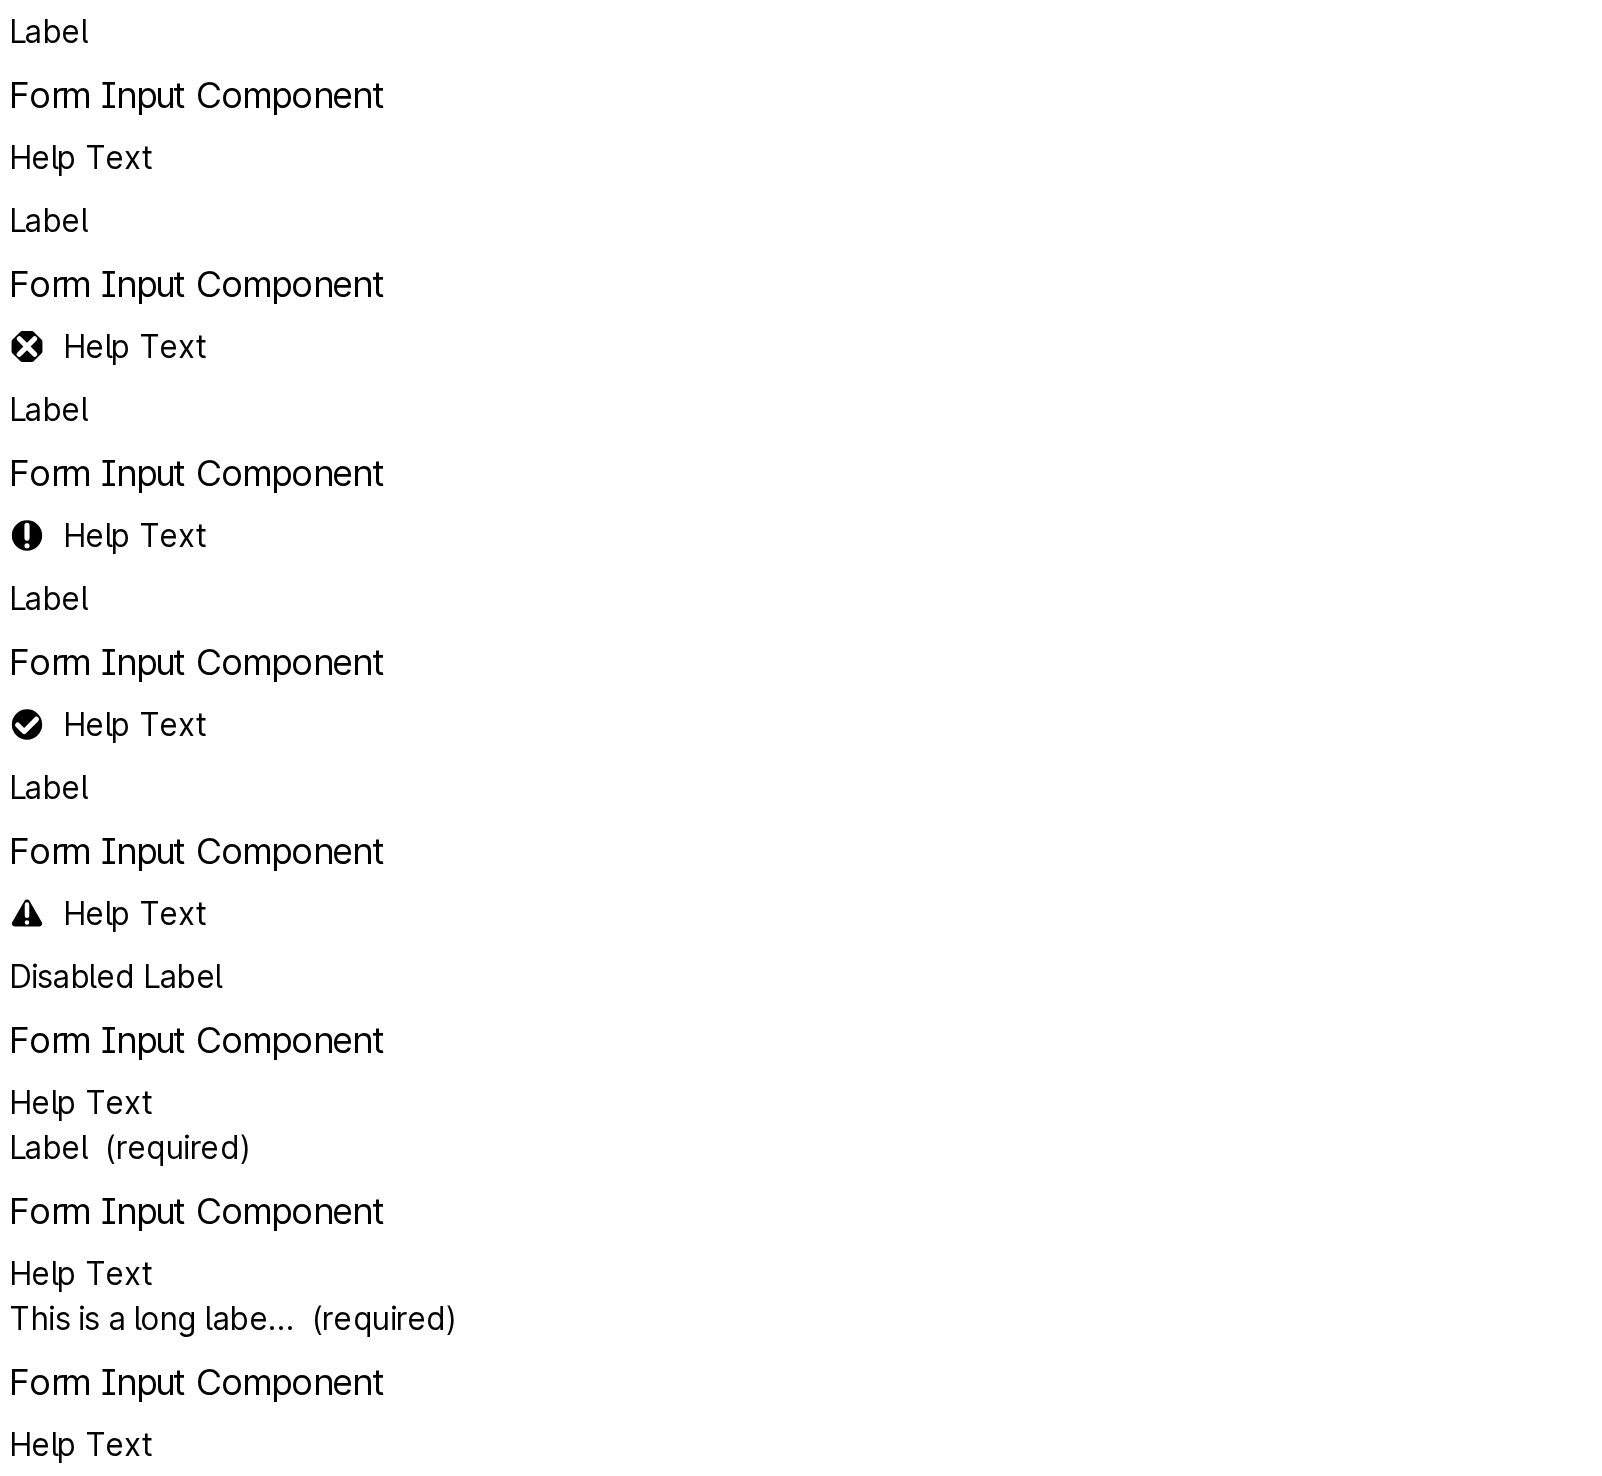 Label
Form Input Component
Help Text
Label
Form Input Component
Help Text
Label
Form Input Component
Help Text
Label
Form Input Component
Help Text
Label
Form Input Component
Help Text
Disabled Label
Form Input Component
Help Text
Label (required)
Form Input Component
Help Text
This is a long labe... (required)
Form Input Component
Help Text